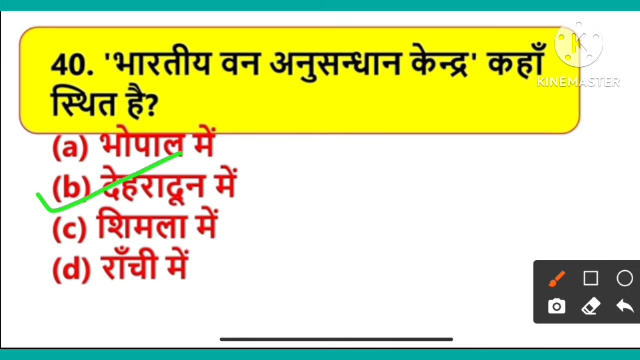 40. 'भारतीय वन अनुसन्धान केन्द्र' कहाँ
स्थित है?
(a) भोपाल में
(b) देहरादून में
(c) शिमला में
(d) राँची में
K
KINEMASTER